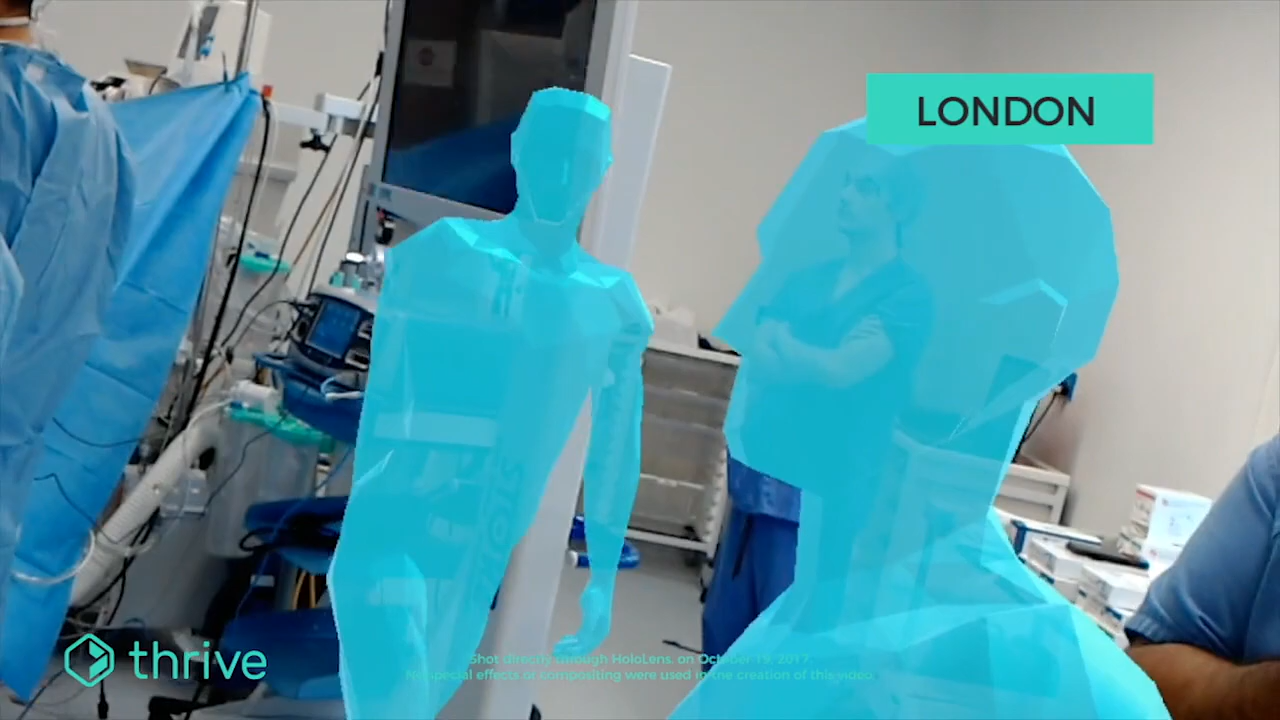 LONDON
thrive
Shot directly through HoloLens, on October 19, 2017.
No special effects or compositing were used in the creation of this video.